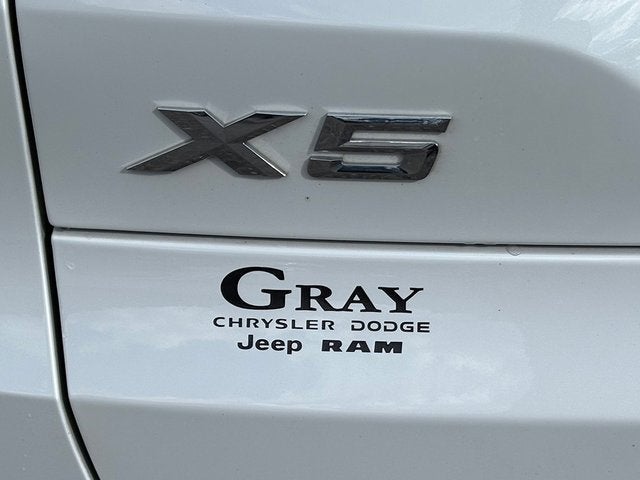 X5
GRAY
CHRYSLER DODGE
Jeep RAM